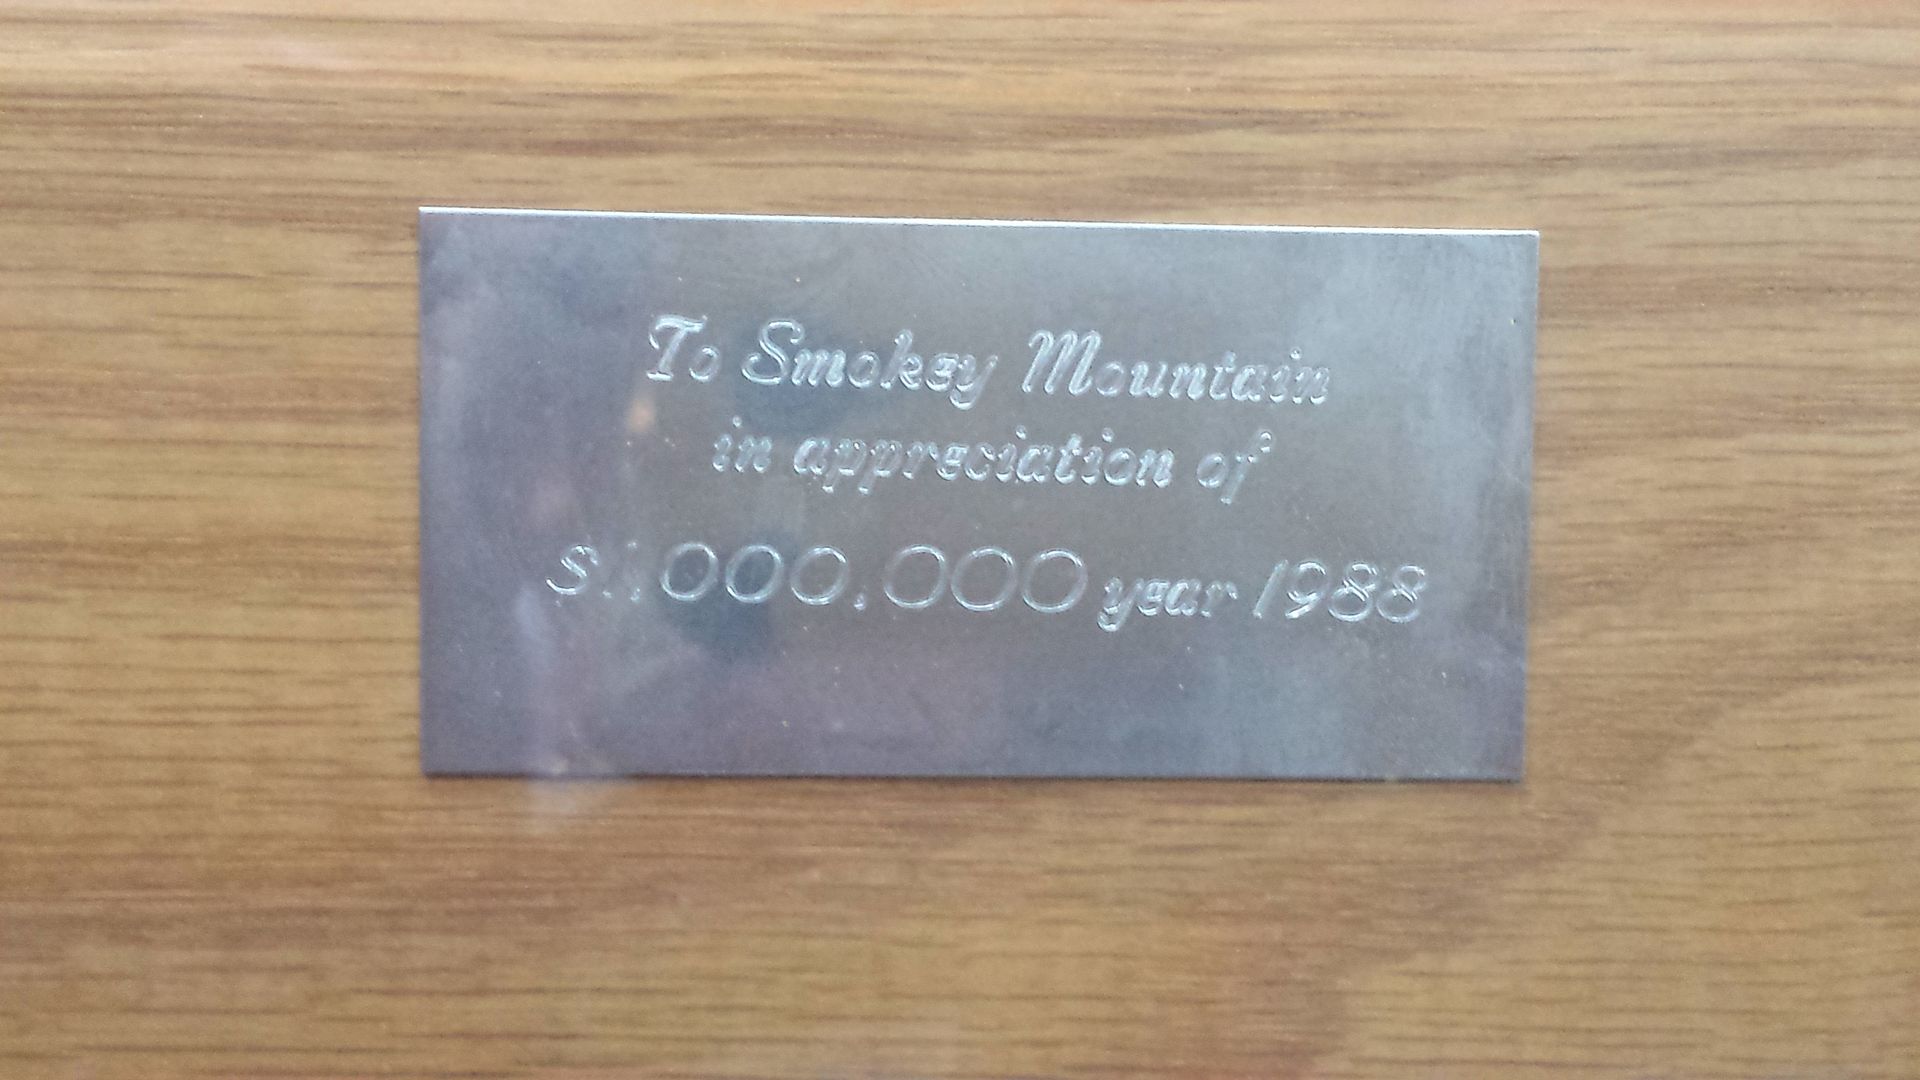 To Smokey Mountain
in appreciation of
$1,000,000 year 1988